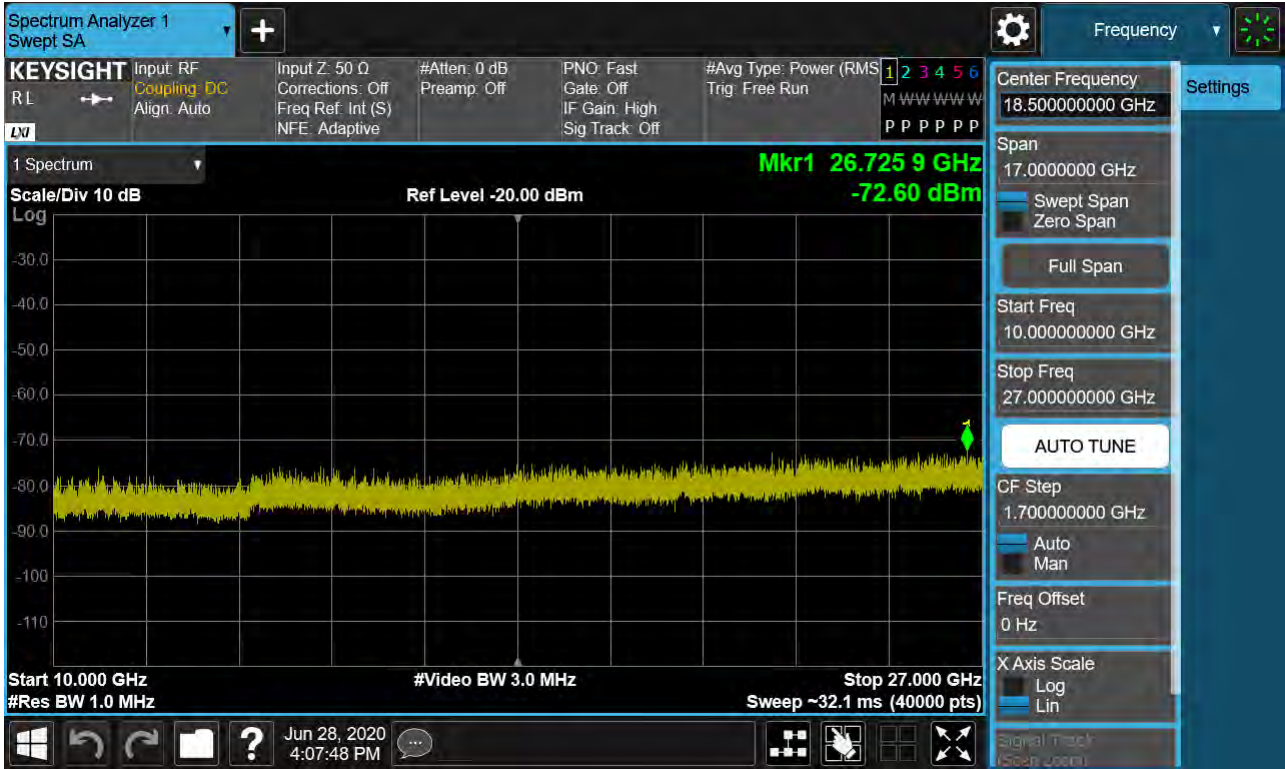 Spectrum Analyzer 1
Swept SA
Frequency
KEYSIGHT
R L
LXI
Input: RF
Coupling: DC
Align: Auto
Input Z: 50 Ω
Corrections: Off
Freq Ref: Int (S)
NFE: Adaptive
#Atten: 0 dB
Preamp: Off
PNO: Fast
Gate: Off
IF Gain: High
Sig Track: Off
#Avg Type: Power (RMS
Trig: Free Run
1 2 3 4 5 6
M W W W W W
P P P P P P
1 Spectrum
Scale/Div 10 dB
Ref Level -20.00 dBm
Mkr1 26.725 9 GHz
-72.60 dBm
Log
-30.0
-40.0
-50.0
-60.0
-70.0
-80.0
-90.0
-100
-110
1
Start 10.000 GHz
#Video BW 3.0 MHz
Stop 27.000 GHz
#Res BW 1.0 MHz
Sweep ~32.1 ms (40000 pts)
Jun 28, 2020
4:07:48 PM
Center Frequency
18.500000000 GHz
Settings
Span
17.0000000 GHz
Swept Span
Zero Span
Full Span
Start Freq
10.000000000 GHz
Stop Freq
27.000000000 GHz
AUTO TUNE
CF Step
1.700000000 GHz
Auto
Man
Freq Offset
0 Hz
X Axis Scale
Log
Lin
Signal Track
(Span Zoom)